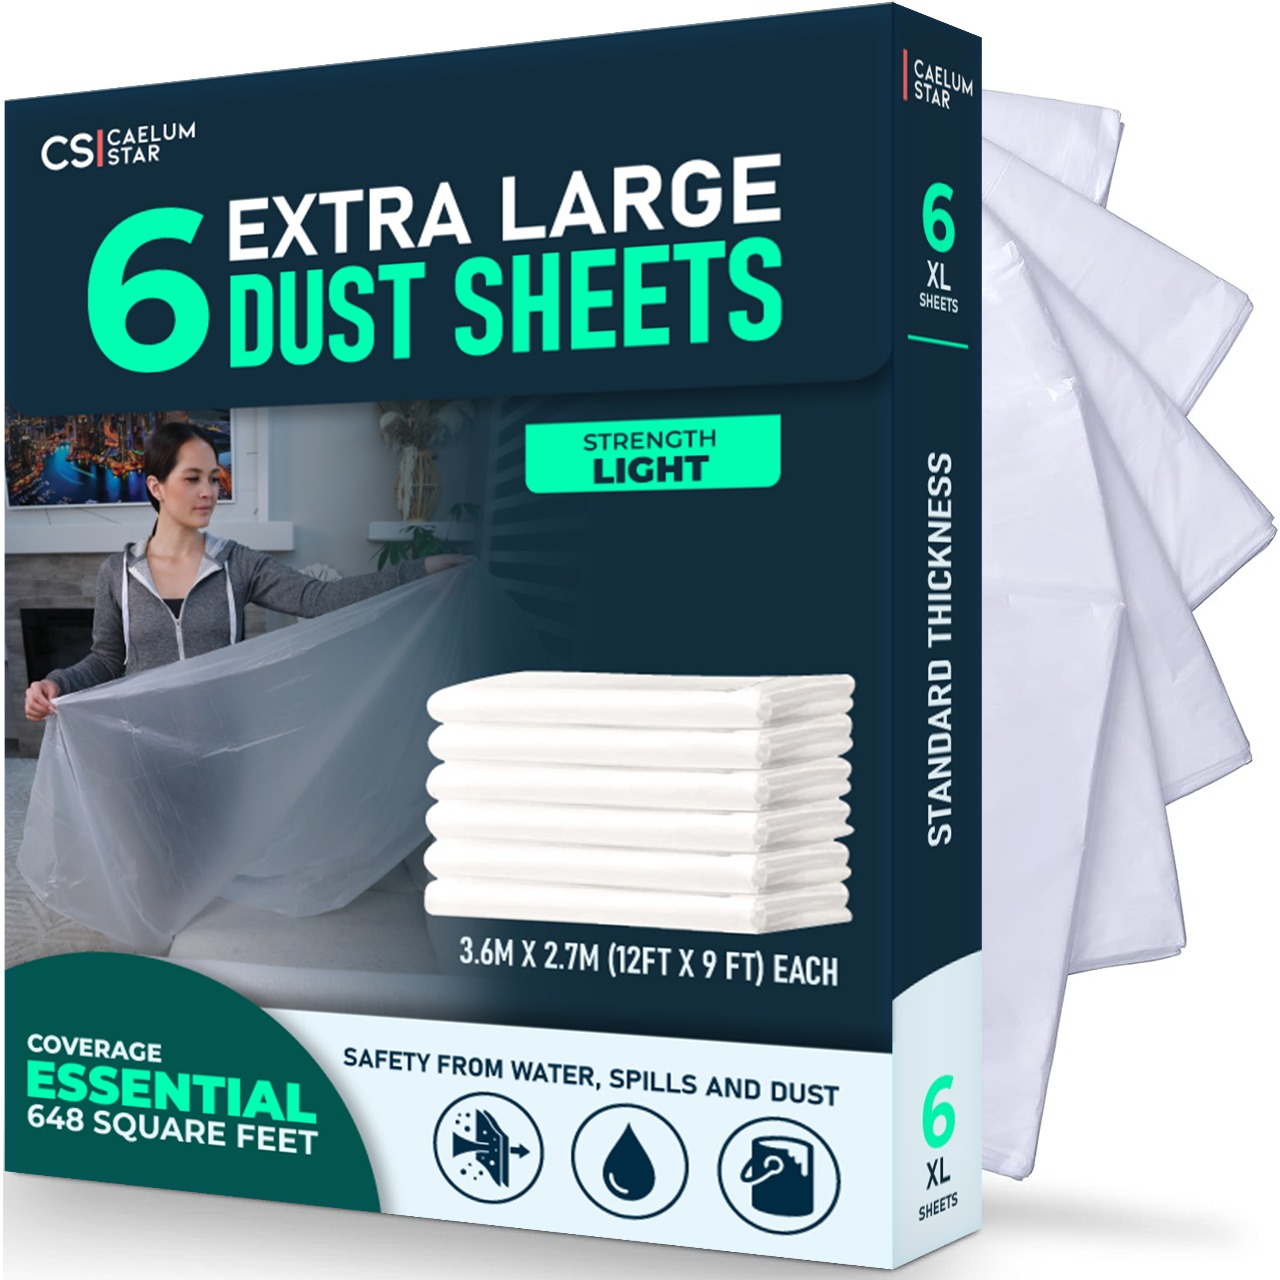 CS CAELUM
STAR
6 EXTRA LARGE
DUST SHEETS
STRENGTH
LIGHT
3.6M X 2.7M (12FT X 9 FT) EACH
COVERAGE
ESSENTIAL
648 SQUARE FEET
SAFETY FROM WATER, SPILLS AND DUST
CAELUM
STAR
6
XL
SHEETS
STANDARD THICKNESS
6
XL
SHEETS